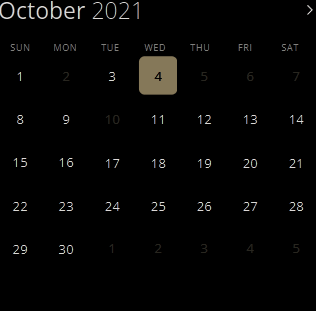 October 2021 >
SUN MON TUE WED THU FRI SAT
1 2 3 4 5 6 7
8 9 10 11 12 13 14
15 16 17 18 19 20 21
22 23 24 25 26 27 28
29 30 1 2 3 4 5